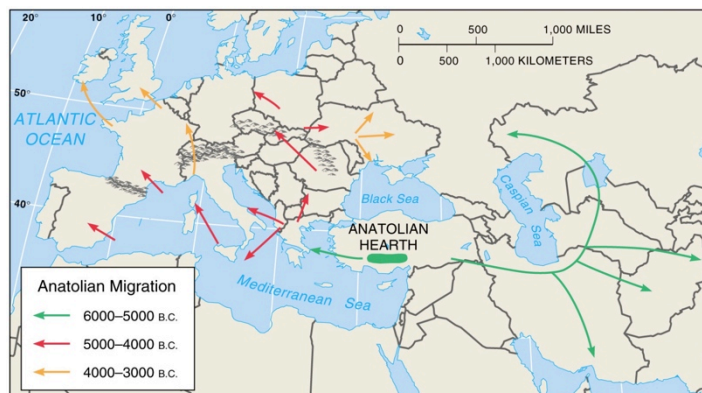 20° 10° 0°
0 500 1,000 MILES
0 500 1,000 KILOMETERS
50°
ATLANTIC
OCEAN
40°
Black Sea
Caspian
Sea
ANATOLIAN
HEARTH
Mediterranean Sea
Anatolian Migration
6000–5000 B.C.
5000–4000 B.C.
4000–3000 B.C.